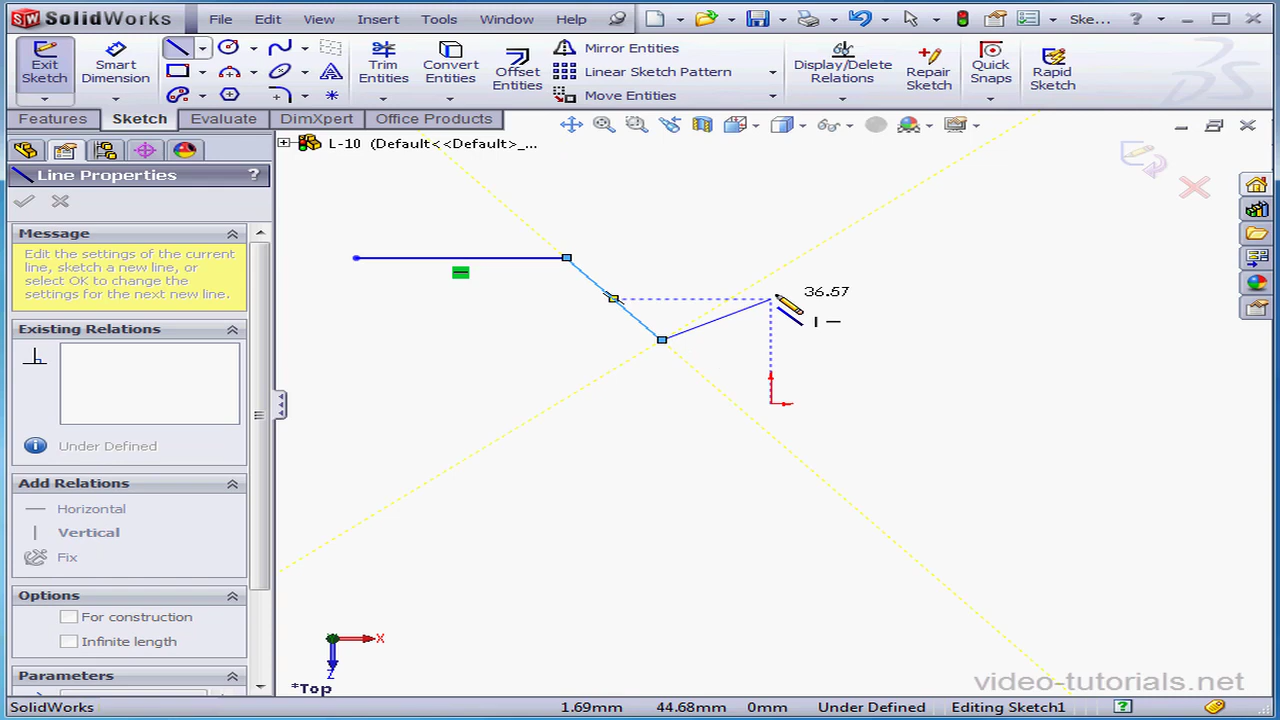 SW SolidWorks File Edit View Insert Tools Window Help Ske... ?
Exit Sketch
Smart Dimension
Trim Entities
Convert Entities
Offset Entities
Mirror Entities
Linear Sketch Pattern
Move Entities
Display/Delete Relations
Repair Sketch
Quick Snaps
Rapid Sketch
Features Sketch Evaluate DimXpert Office Products
L-10 (Default<<Default>_...
Line Properties ?
Message
Edit the settings of the current
line, sketch a new line, or
select OK to change the
settings for the next new line.
Existing Relations
Under Defined
Add Relations
Horizontal
Vertical
Fix
Options
For construction
Infinite length
Parameters
36.57
X
Z
*Top
video-tutorials.net
SolidWorks 1.69mm 44.68mm 0mm Under Defined Editing Sketch1 ?